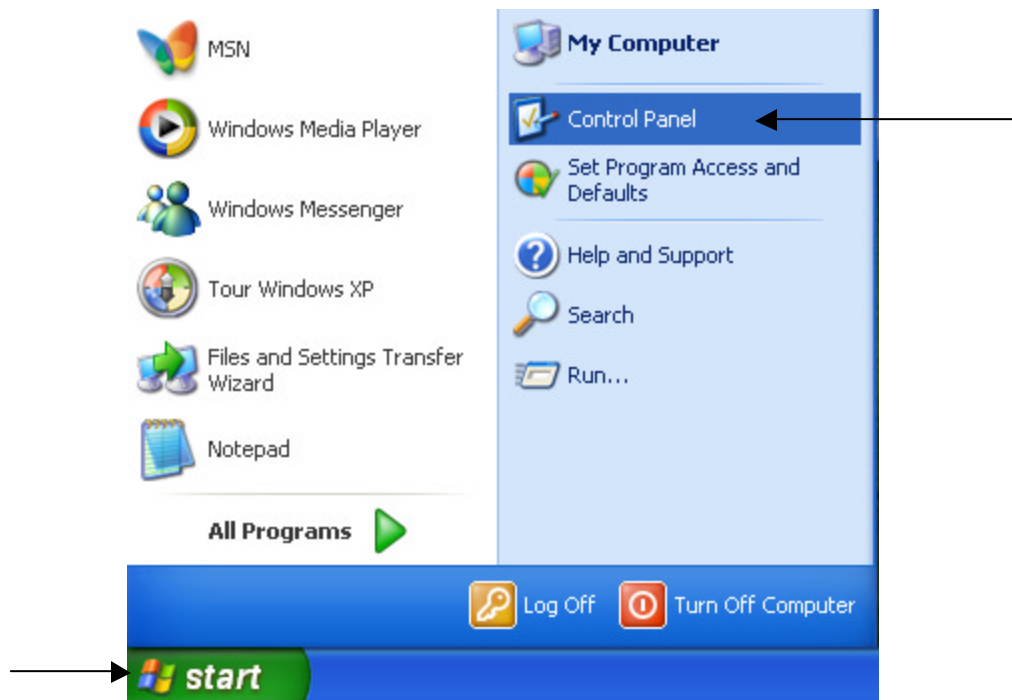 MSN
Windows Media Player
Windows Messenger
Tour Windows XP
Files and Settings Transfer
Wizard
Notepad
All Programs
My Computer
Control Panel
Set Program Access and
Defaults
Help and Support
Search
Run...
Log Off
Turn Off Computer
start